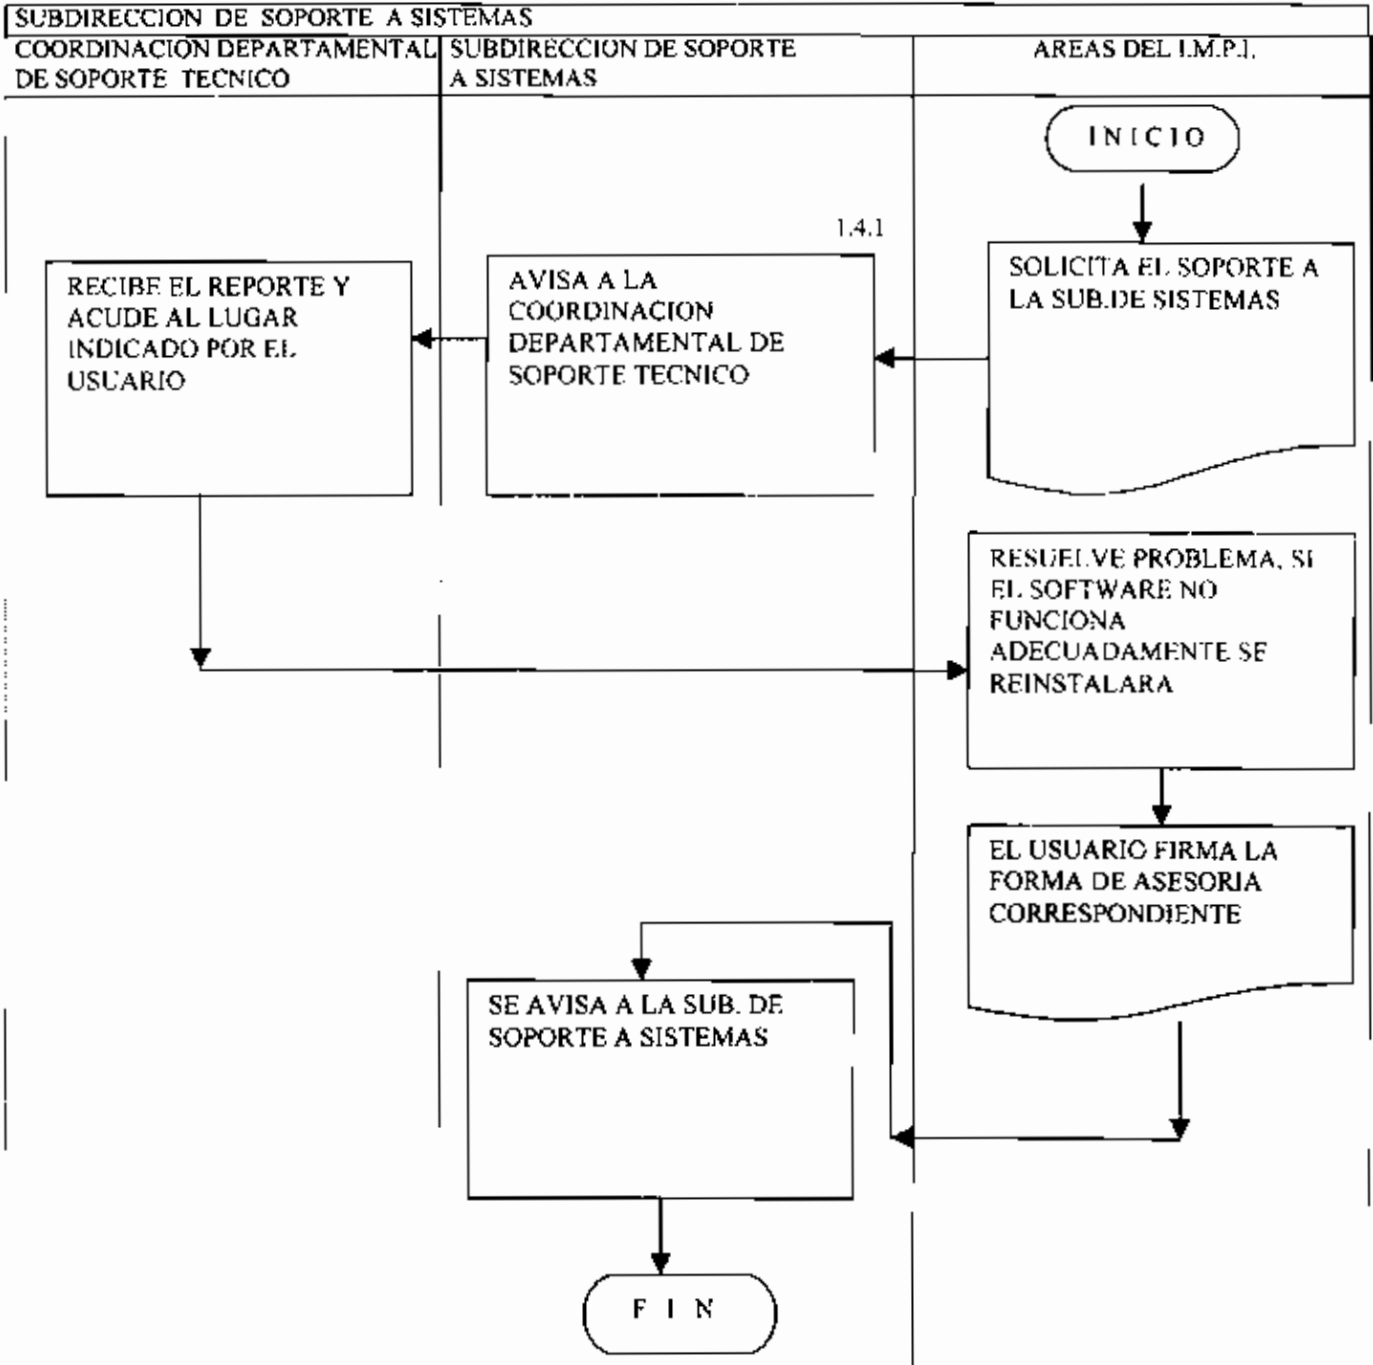 SUBDIRECCION DE SOPORTE A SISTEMAS
COORDINACION DEPARTAMENTAL
DE SOPORTE TECNICO
SUBDIRECCION DE SOPORTE
A SISTEMAS
AREAS DEL I.M.P.I.
INICIO
SOLICITA EL SOPORTE A
LA SUB.DE SISTEMAS
1.4.1
AVISA A LA
COORDINACION
DEPARTAMENTAL DE
SOPORTE TECNICO
RECIBE EL REPORTE Y
ACUDE AL LUGAR
INDICADO POR EL
USUARIO
RESUELVE PROBLEMA, SI
EL SOFTWARE NO
FUNCIONA
ADECUADAMENTE SE
REINSTALARA
EL USUARIO FIRMA LA
FORMA DE ASESORIA
CORRESPONDIENTE
SE AVISA A LA SUB. DE
SOPORTE A SISTEMAS
F I N